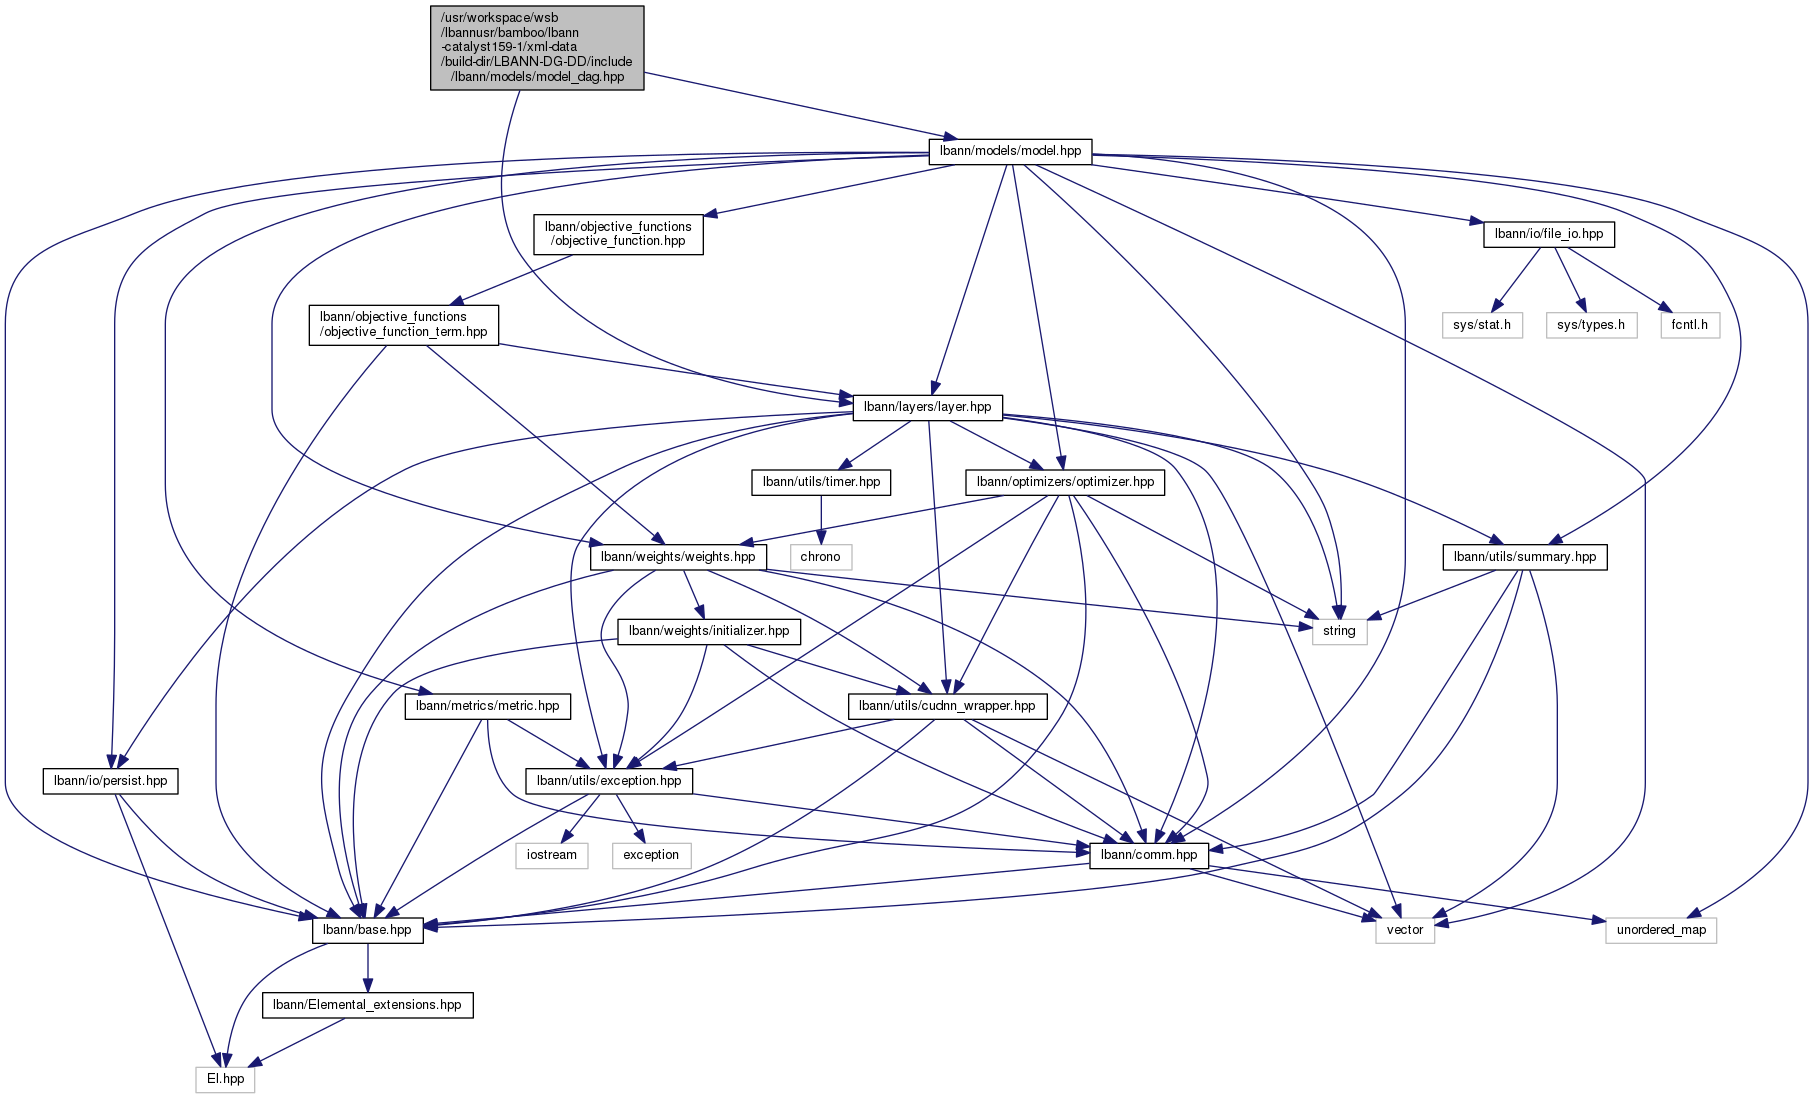 /usr/workspace/wsb
/lbannusr/bamboo/lbann
-catalyst159-1/xml-data
/build-dir/LBANN-DG-DD/include
/lbann/models/model_dag.hpp
lbann/models/model.hpp
lbann/objective_functions
/objective_function.hpp
lbann/io/file_io.hpp
lbann/objective_functions
/objective_function_term.hpp
sys/stat.h
sys/types.h
fcntl.h
lbann/layers/layer.hpp
lbann/utils/timer.hpp
lbann/optimizers/optimizer.hpp
lbann/weights/weights.hpp
chrono
lbann/utils/summary.hpp
lbann/weights/initializer.hpp
string
lbann/metrics/metric.hpp
lbann/utils/cudnn_wrapper.hpp
lbann/io/persist.hpp
lbann/utils/exception.hpp
iostream
exception
lbann/comm.hpp
lbann/base.hpp
vector
unordered_map
lbann/Elemental_extensions.hpp
El.hpp